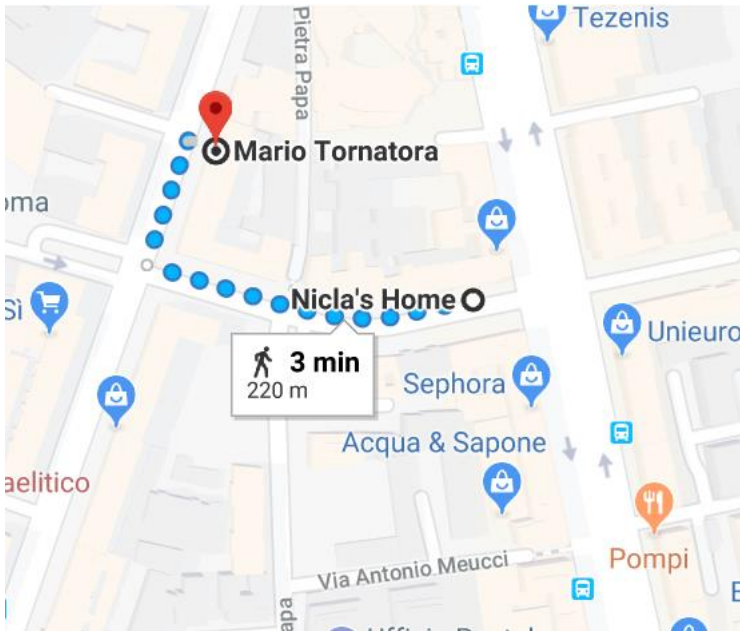 Tezenis
Pietra Papa
Mario Tornatora
oma
Nicla's Home
Sì
Unieuro
3 min
220 m
Sephora
Acqua & Sapone
aelitico
Pompi
Via Antonio Meucci
apa